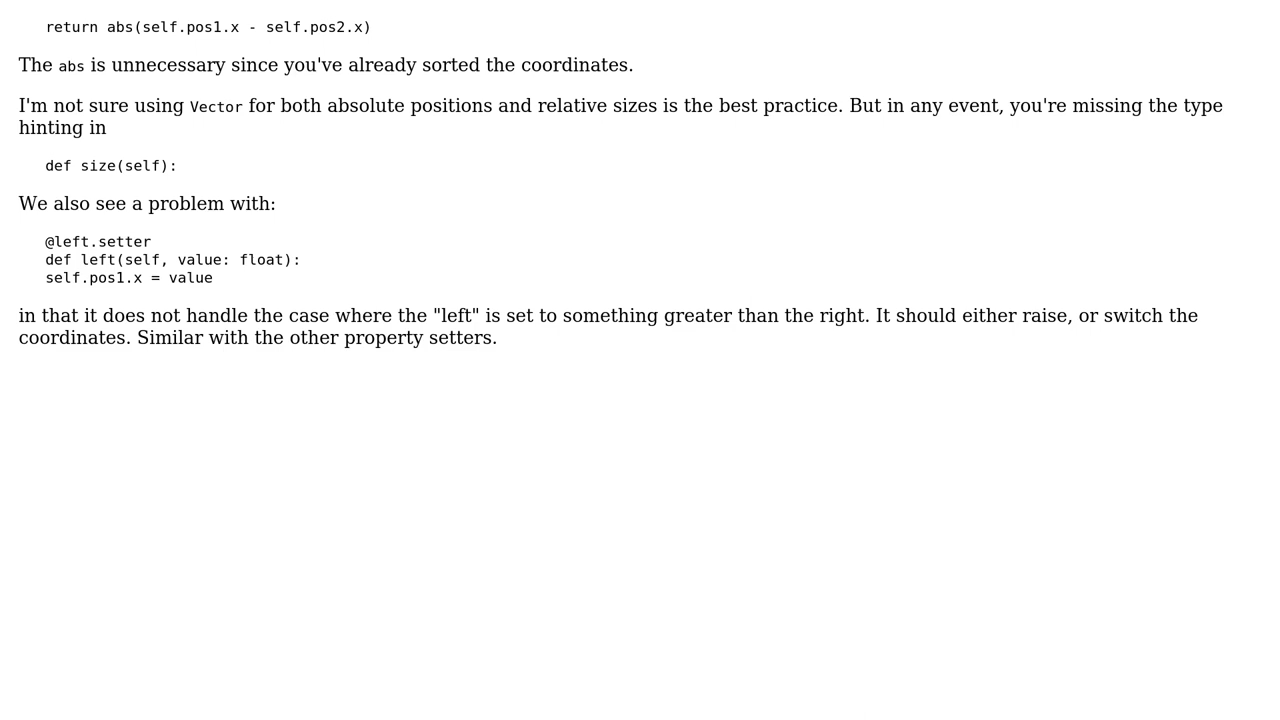 return abs(self.pos1.x - self.pos2.x)
The abs is unnecessary since you've already sorted the coordinates.
I'm not sure using Vector for both absolute positions and relative sizes is the best practice. But in any event, you're missing the type
hinting in
def size(self):
We also see a problem with:
@left.setter
def left(self, value: float):
self.pos1.x = value
in that it does not handle the case where the "left" is set to something greater than the right. It should either raise, or switch the
coordinates. Similar with the other property setters.